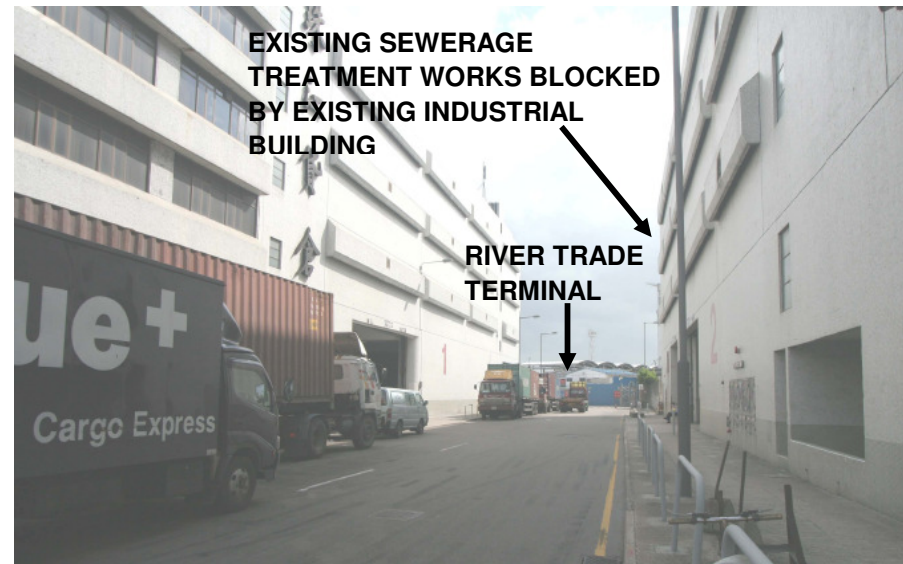 EXISTING SEWERAGE
TREATMENT WORKS BLOCKED
BY EXISTING INDUSTRIAL
BUILDING
RIVER TRADE
TERMINAL
ue+
Cargo Express
1
2